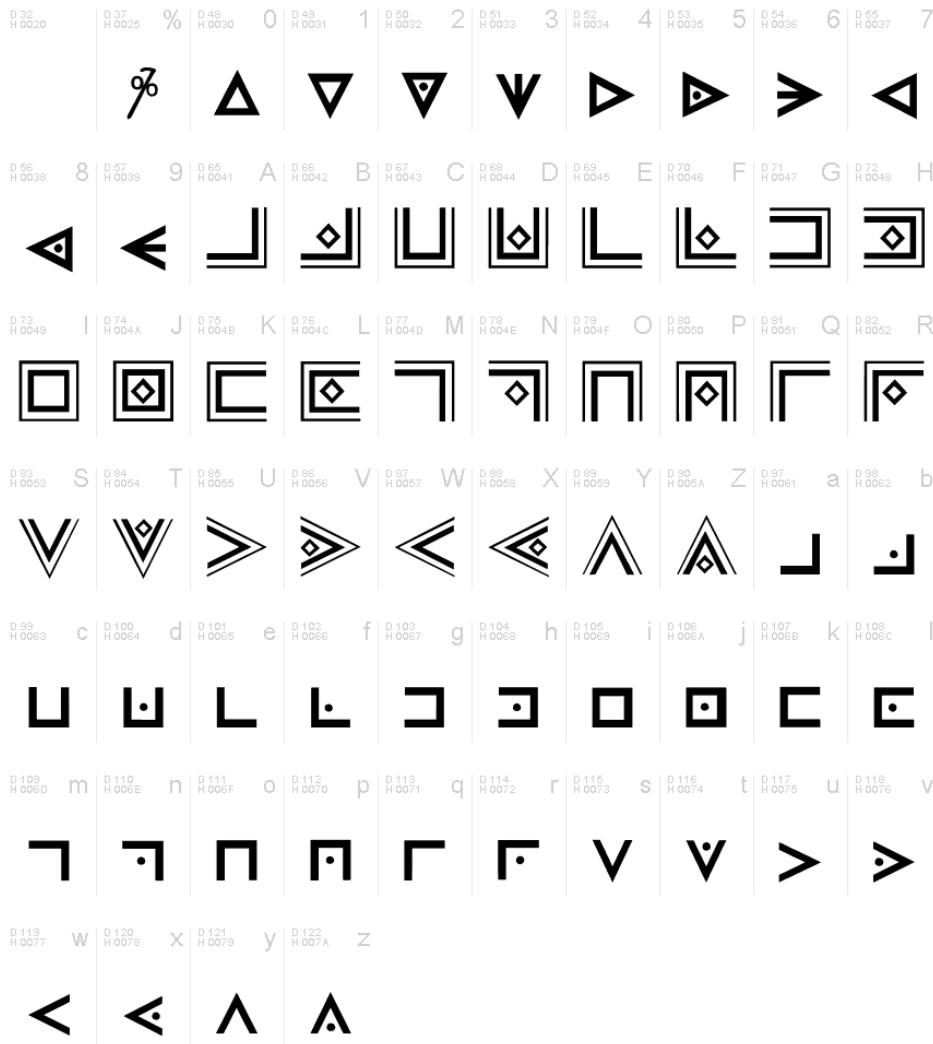 D 32 H 0020 D 37 H 0025 % D 48 H 0030 0 D 49 H 0031 1 D 50 H 0032 2 D 51 H 0033 3 D 52 H 0034 4 D 53 H 0035 5 D 54 H 0036 6 D 55 H 0037 7
%
D 56 H 0038 8 D 57 H 0039 9 D 65 H 0041 A D 66 H 0042 B D 67 H 0043 C D 68 H 0044 D D 69 H 0045 E D 70 H 0046 F D 71 H 0047 G D 72 H 0048 H
D 73 H 0049 I D 74 H 004A J D 75 H 004B K D 76 H 004C L D 77 H 004D M D 78 H 004E N D 79 H 004F O D 80 H 0050 P D 81 H 0051 Q D 82 H 0052 R
D 83 H 0053 S D 84 H 0054 T D 85 H 0055 U D 86 H 0056 V D 87 H 0057 W D 88 H 0058 X D 89 H 0059 Y D 90 H 005A Z D 97 H 0061 a D 98 H 0062 b
D 99 H 0063 c D 100 H 0064 d D 101 H 0065 e D 102 H 0066 f D 103 H 0067 g D 104 H 0068 h D 105 H 0069 i D 106 H 006A j D 107 H 006B k D 108 H 006C l
D 109 H 006D m D 110 H 006E n D 111 H 006F o D 112 H 0070 p D 113 H 0071 q D 114 H 0072 r D 115 H 0073 s D 116 H 0074 t D 117 H 0075 u D 118 H 0076 v
D 119 H 0077 w D 120 H 0078 x D 121 H 0079 y D 122 H 007A z